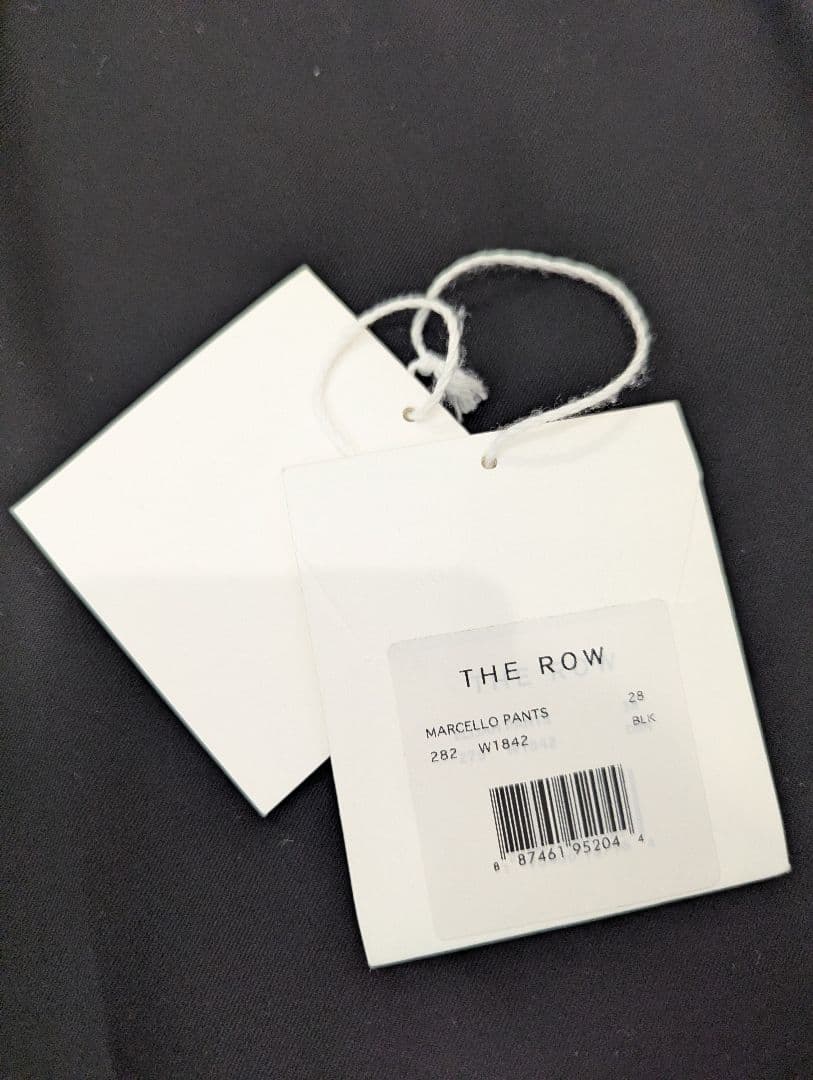 THE ROW
MARCELLO PANTS 28
282 W1842 BLK
8 87461 95204 4